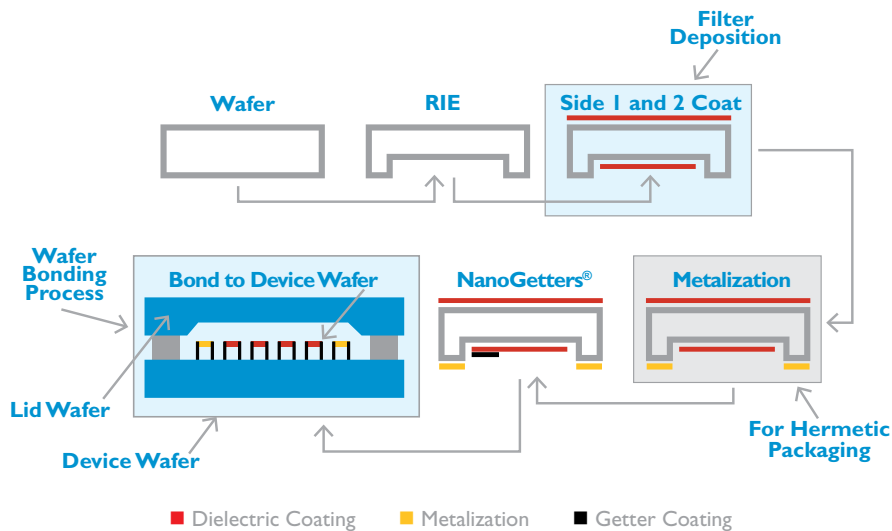 Filter
Deposition
Wafer
RIE
Side 1 and 2 Coat
Wafer
Bonding
Process
Bond to Device Wafer
NanoGetters®
Metalization
Lid Wafer
Device Wafer
For Hermetic
Packaging
Dielectric Coating
Metalization
Getter Coating